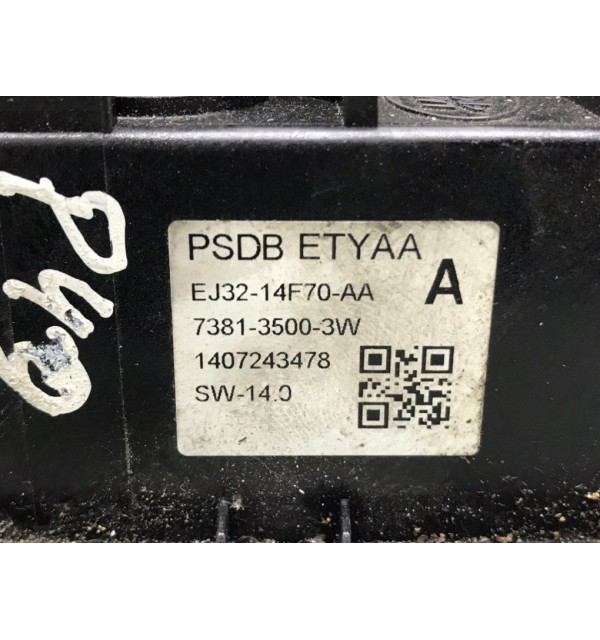 PSDB ETYAA
A
EJ32-14F70-AA
7381-3500-3W
1407243478
SW-14.0